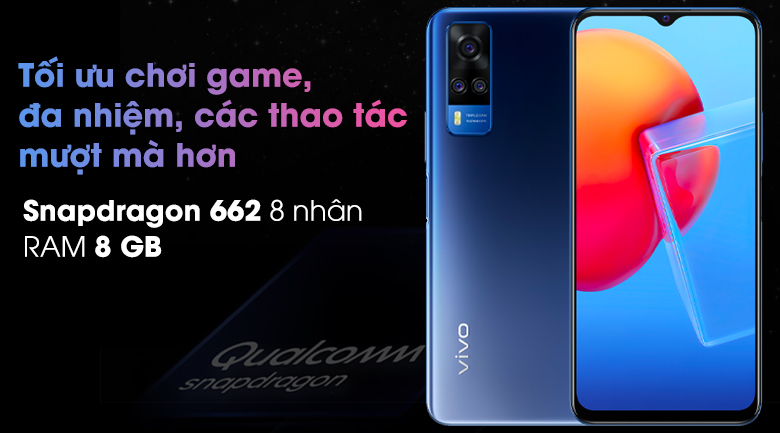 Tối ưu chơi game,
đa nhiệm, các thao tác
mượt mà hơn
Snapdragon 662 8 nhân
RAM 8 GB
Qualcomm
snapdragon
vivo